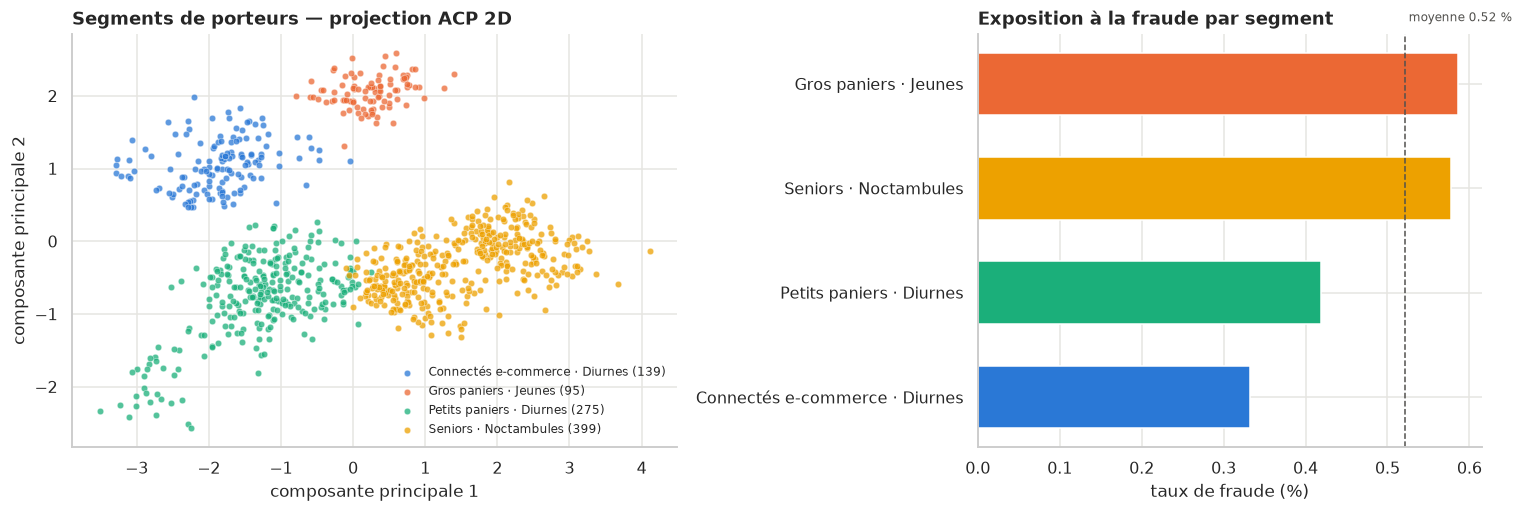 Segments de porteurs — projection ACP 2D
composante principale 2
2
1
0
−1
−2
Connectés e-commerce · Diurnes (139)
Gros paniers · Jeunes (95)
Petits paniers · Diurnes (275)
Seniors · Noctambules (399)
−3
−2
−1
0
1
2
3
4
composante principale 1
Exposition à la fraude par segment
moyenne 0.52 %
Gros paniers · Jeunes
Seniors · Noctambules
Petits paniers · Diurnes
Connectés e-commerce · Diurnes
0.0
0.1
0.2
0.3
0.4
0.5
0.6
taux de fraude (%)